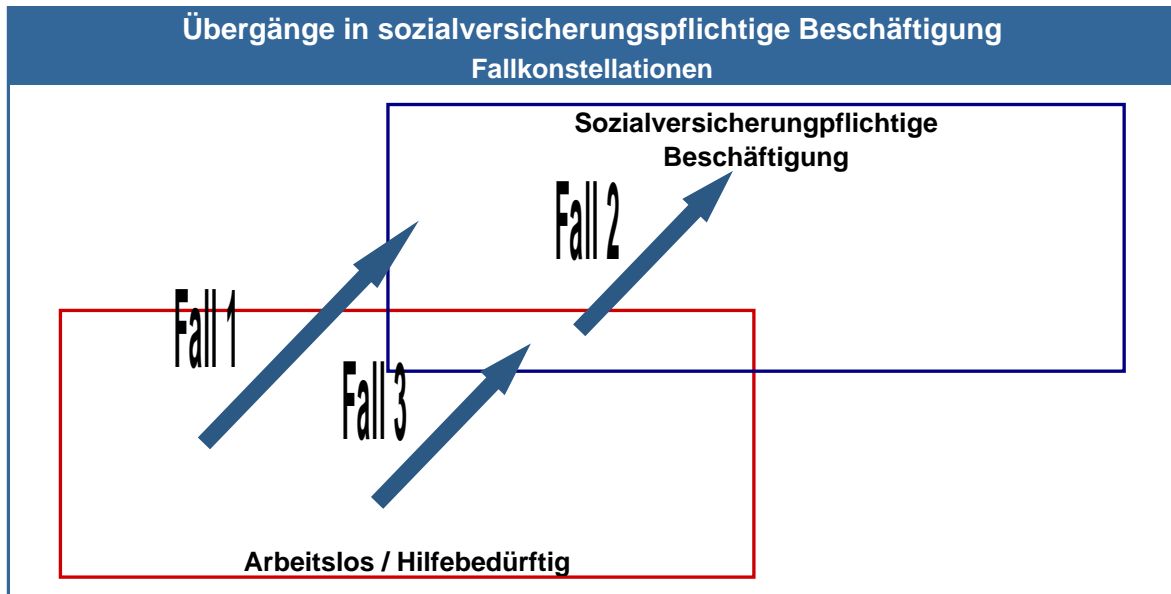 Übergänge in sozialversicherungspflichtige Beschäftigung
Fallkonstellationen
Sozialversicherungpflichtige
Beschäftigung
Fall 2
Fall 1
Fall 3
Arbeitslos / Hilfebedürftig